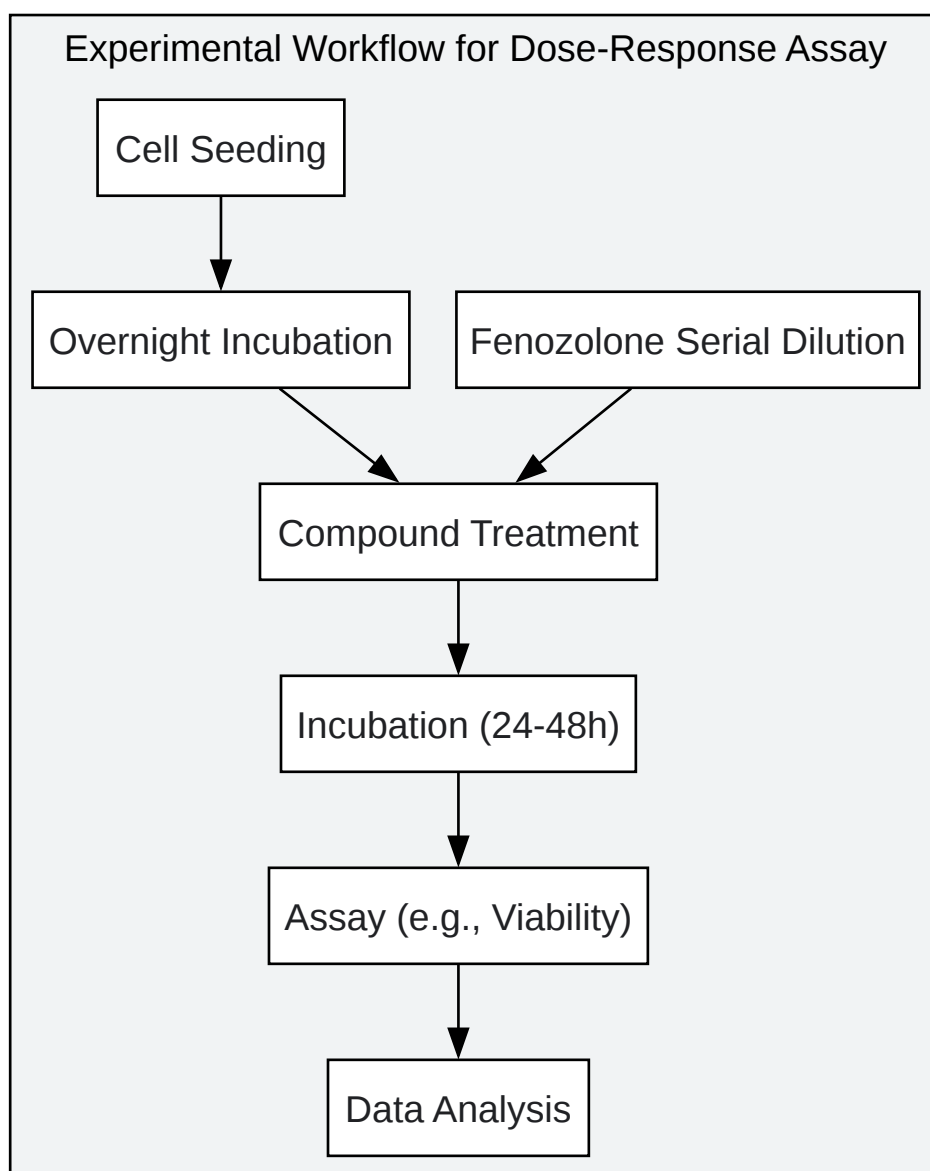 Experimental Workflow for Dose-Response Assay
Cell Seeding
Overnight Incubation
Fenozolone Serial Dilution
Compound Treatment
Incubation (24-48h)
Assay (e.g., Viability)
Data Analysis